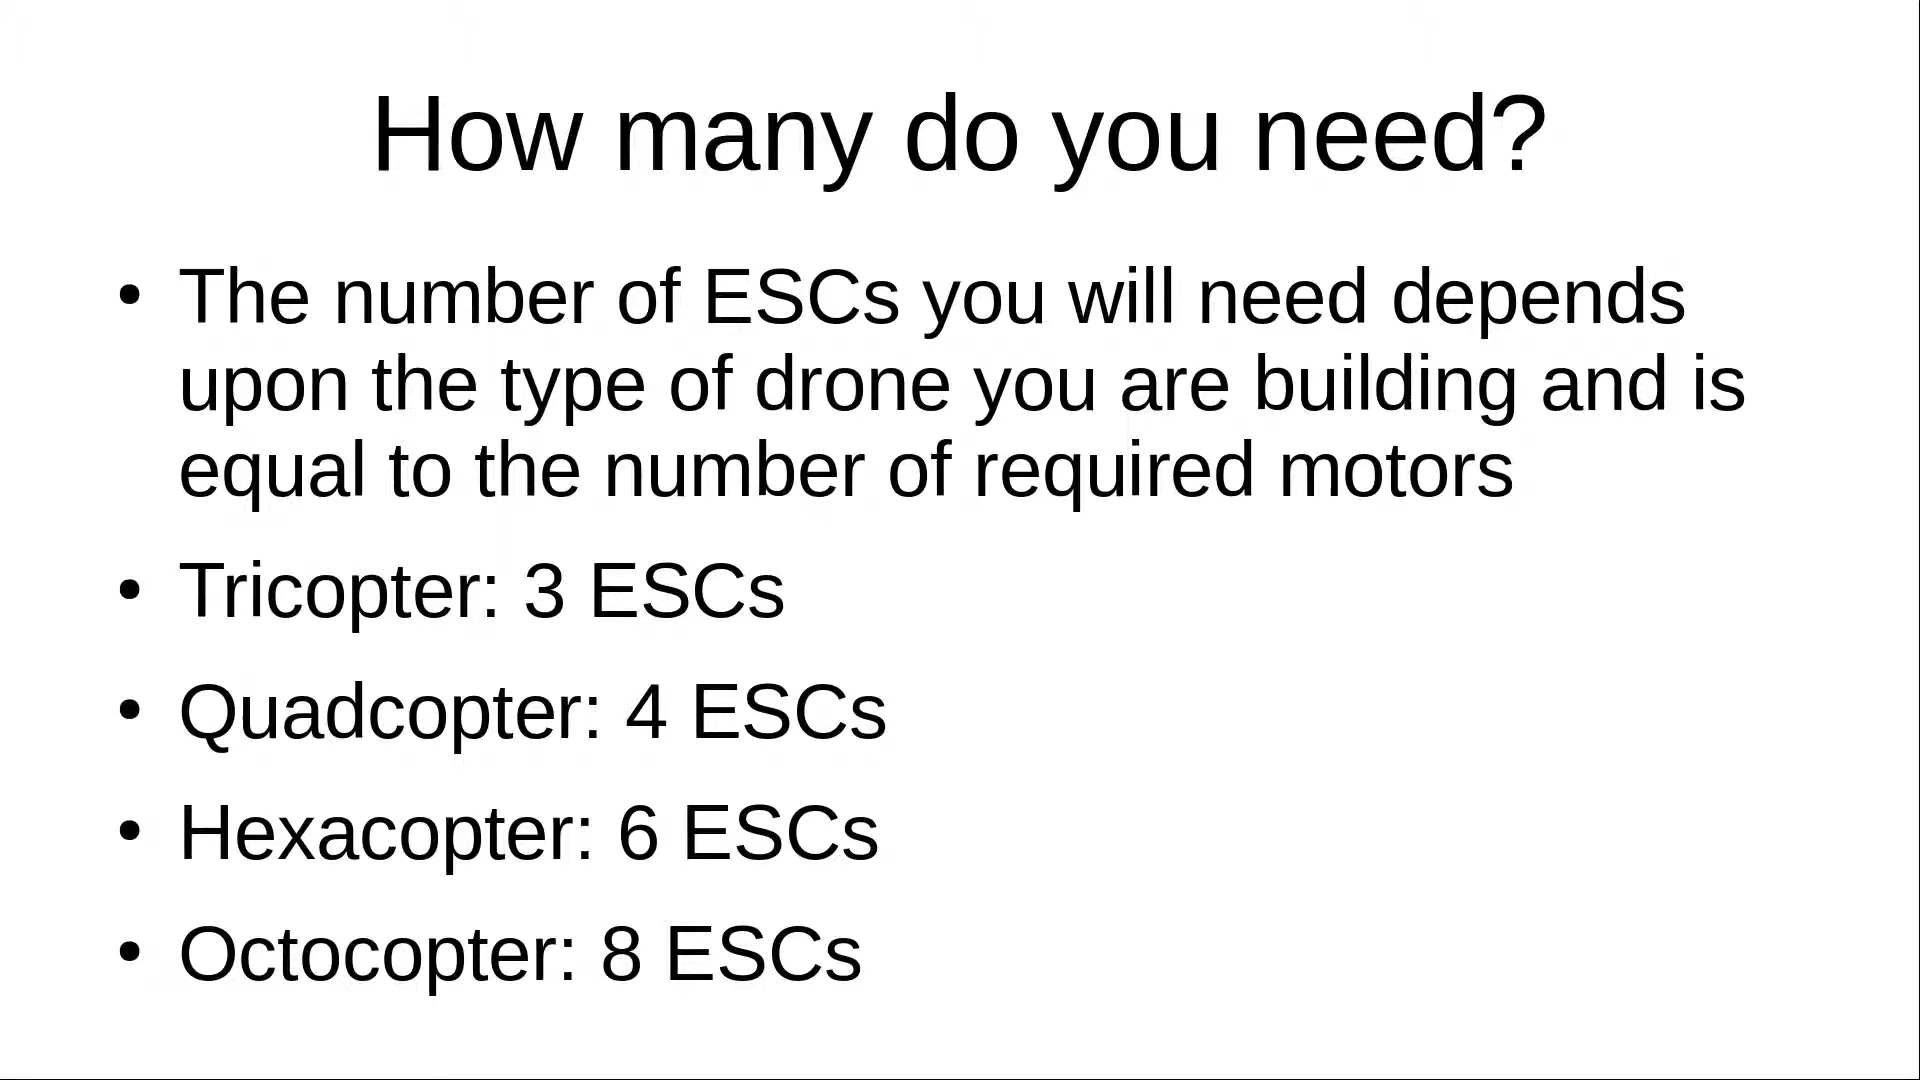 How many do you need?
• The number of ESCs you will need depends
upon the type of drone you are building and is
equal to the number of required motors
• Tricopter: 3 ESCs
• Quadcopter: 4 ESCs
• Hexacopter: 6 ESCs
• Octocopter: 8 ESCs